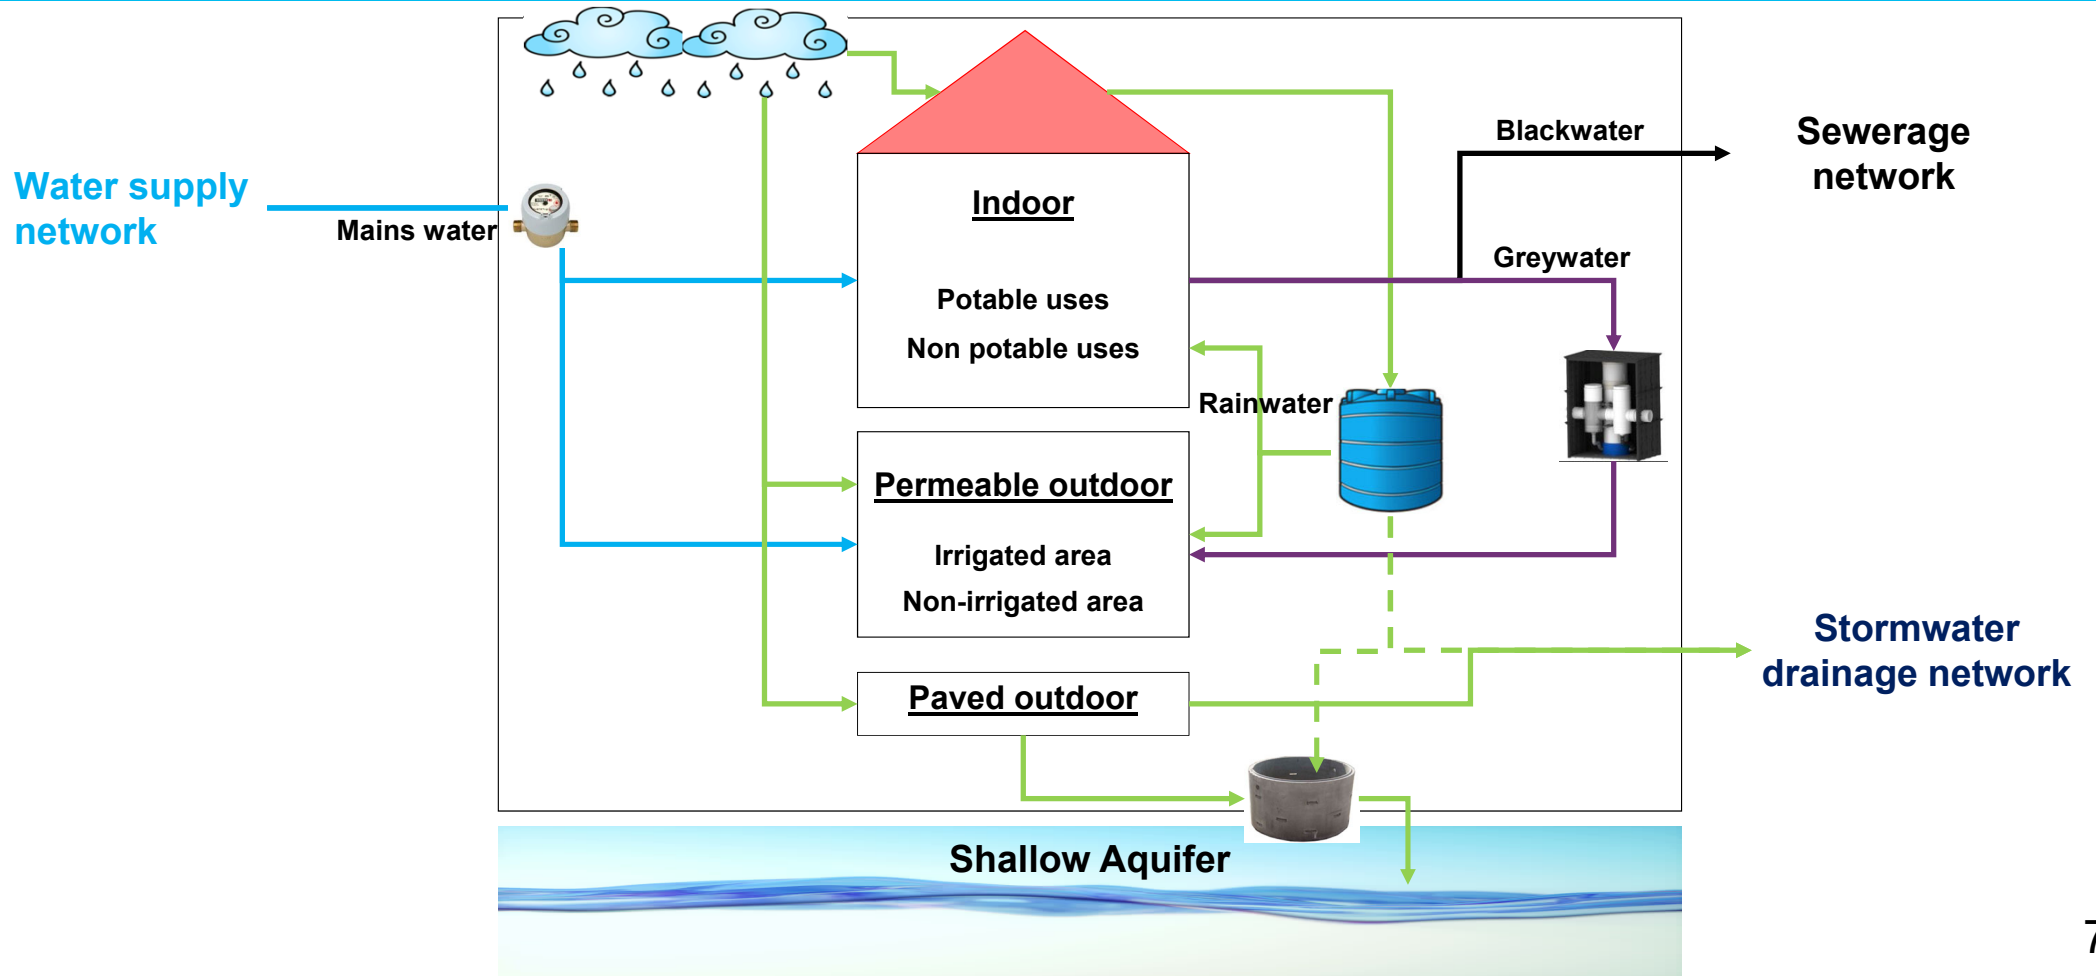 Water supply
network
Mains water
Indoor
Potable uses
Non potable uses
Blackwater
Sewerage
network
Greywater
Rainwater
Permeable outdoor
Irrigated area
Non-irrigated area
Stormwater
drainage network
Paved outdoor
Shallow Aquifer
7